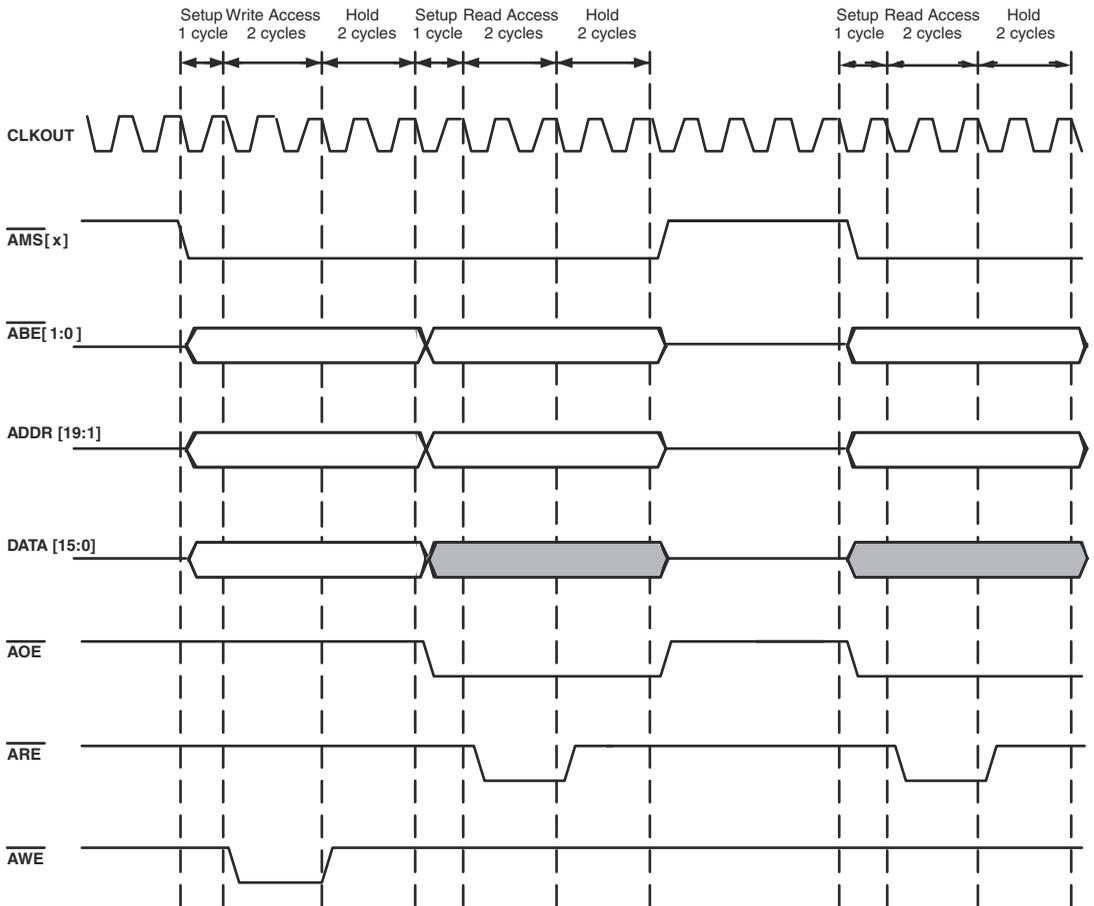 Setup Write Access Hold Setup Read Access Hold Setup Read Access Hold
1 cycle 2 cycles 2 cycles 1 cycle 2 cycles 2 cycles 1 cycle 2 cycles 2 cycles
CLKOUT
AMS[x]
ABE[1:0]
ADDR [19:1]
DATA [15:0]
AOE
ARE
AWE